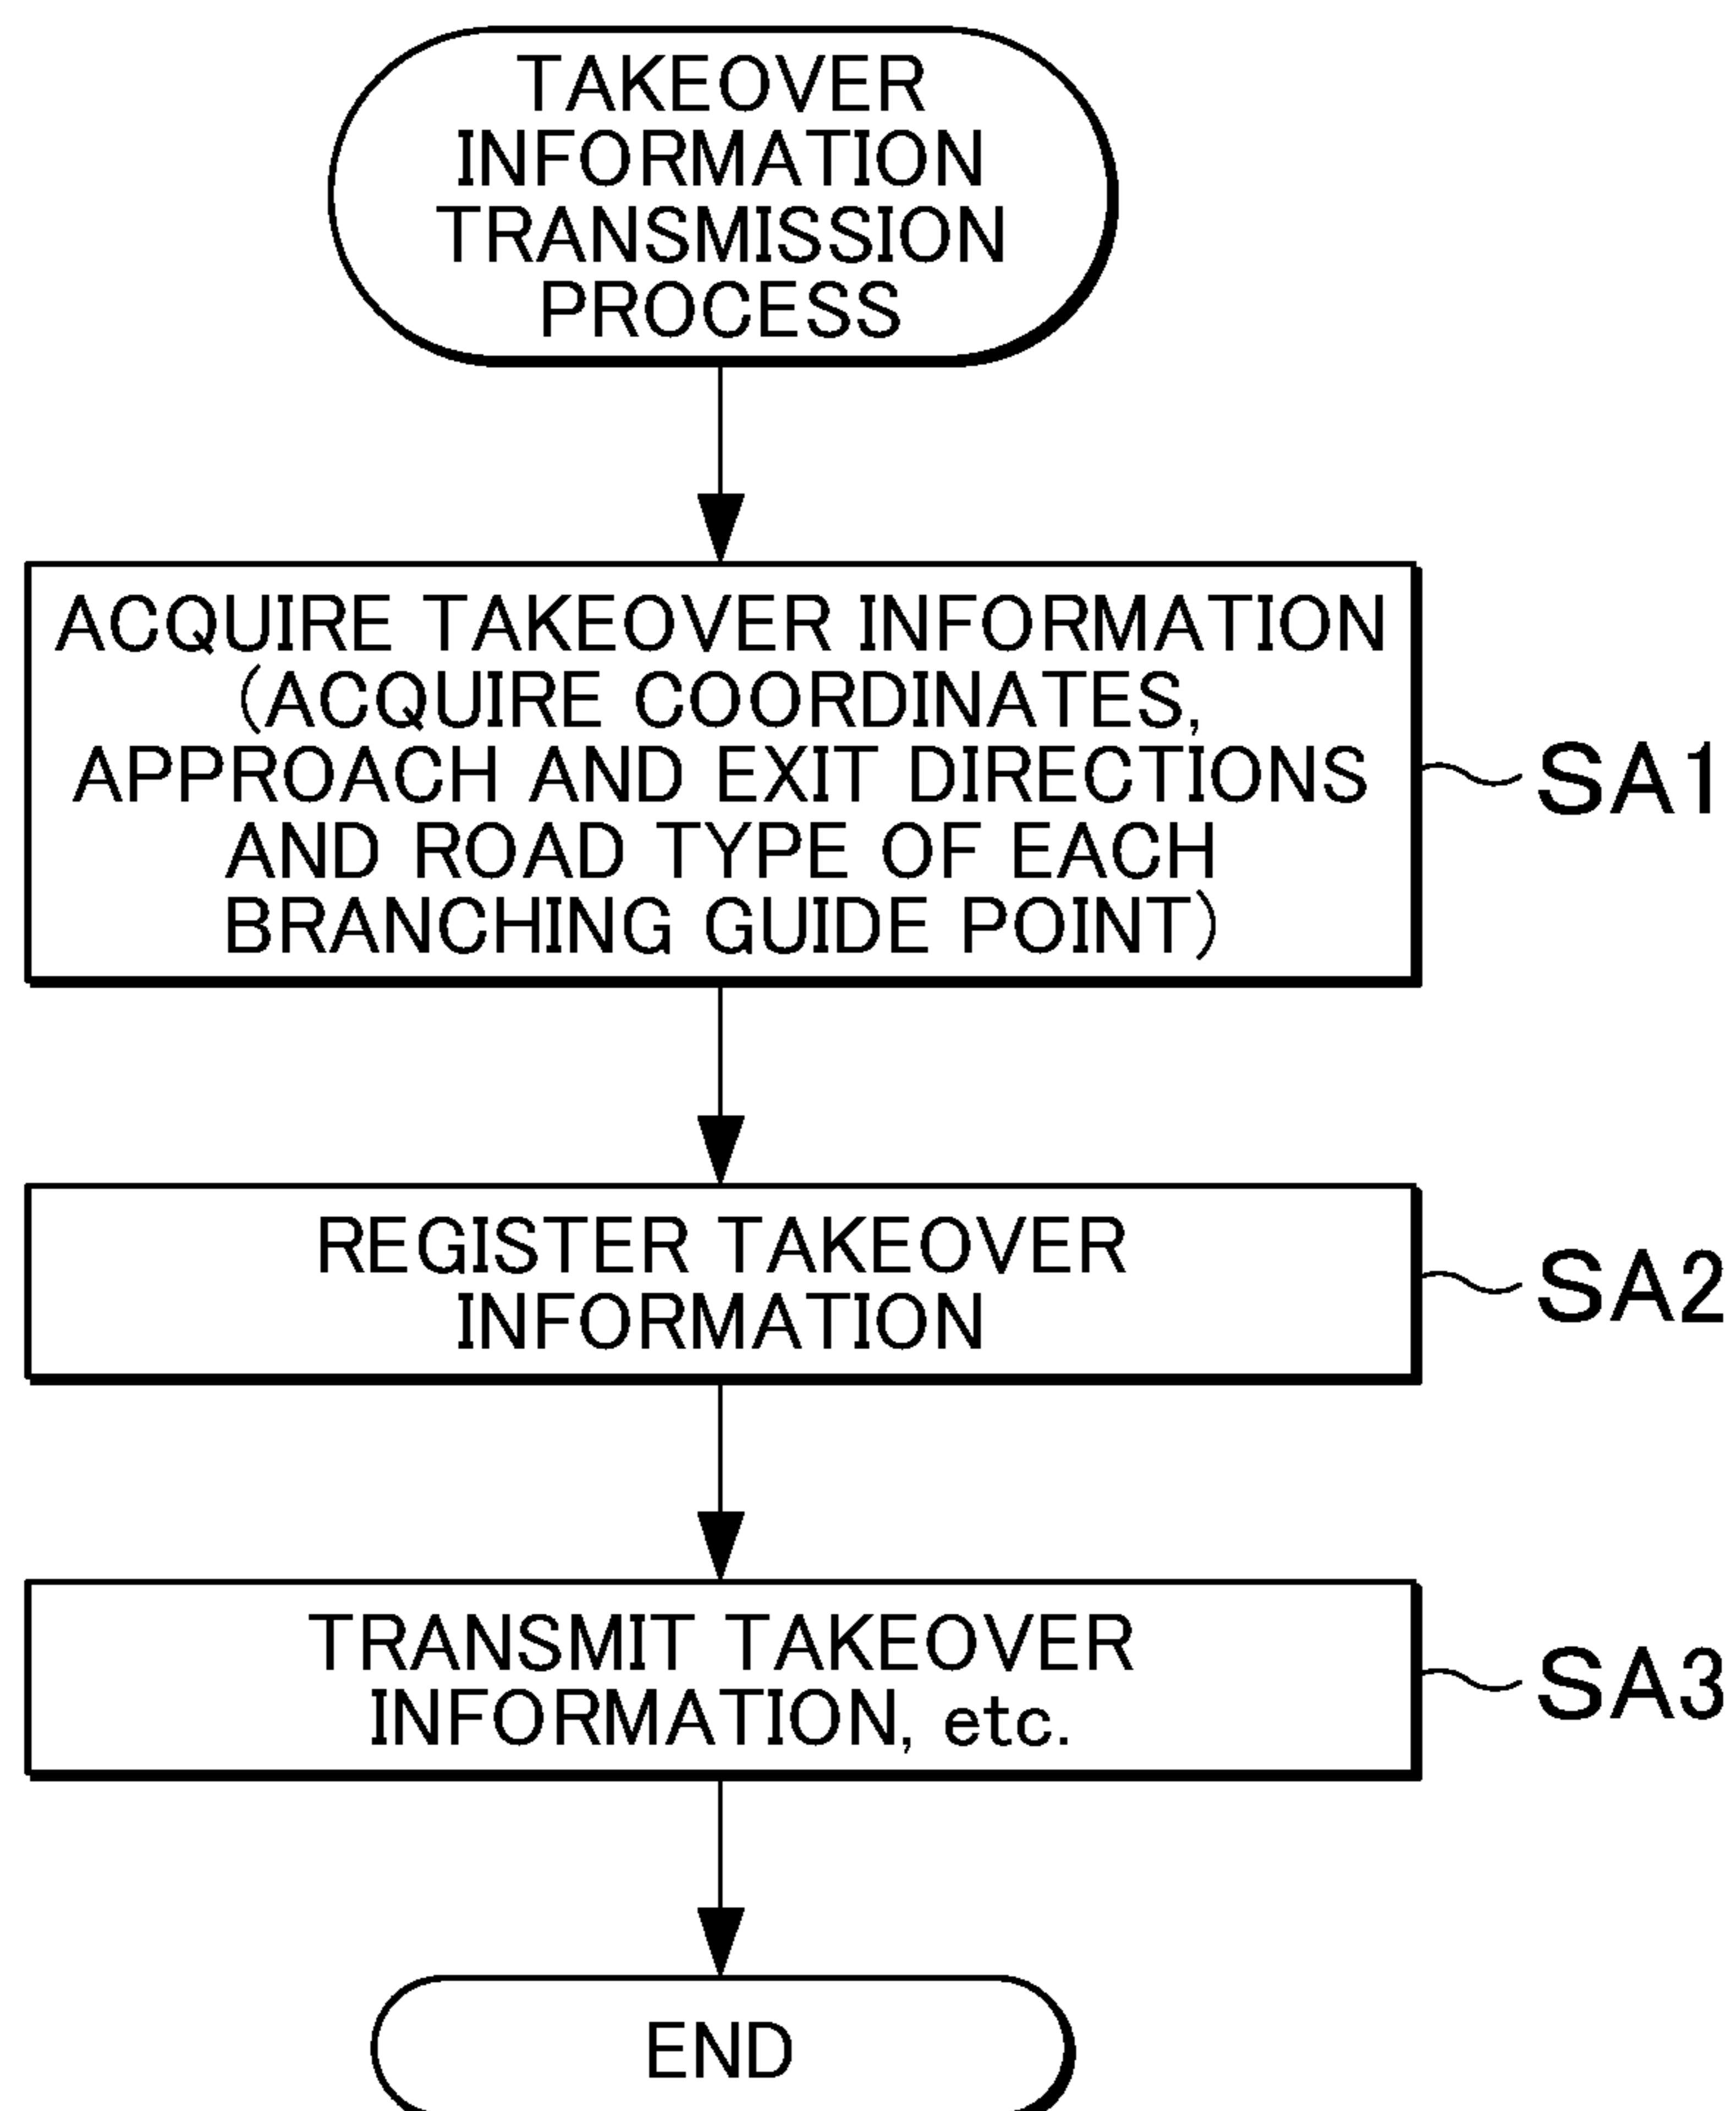 TAKEOVER
INFORMATION
TRANSMISSION
PROCESS
ACQUIRE TAKEOVER INFORMATION
(ACQUIRE COORDINATES,
APPROACH AND EXIT DIRECTIONS
AND ROAD TYPE OF EACH
BRANCHING GUIDE POINT)
SA1
REGISTER TAKEOVER
INFORMATION
SA2
TRANSMIT TAKEOVER
INFORMATION, etc.
SA3
END